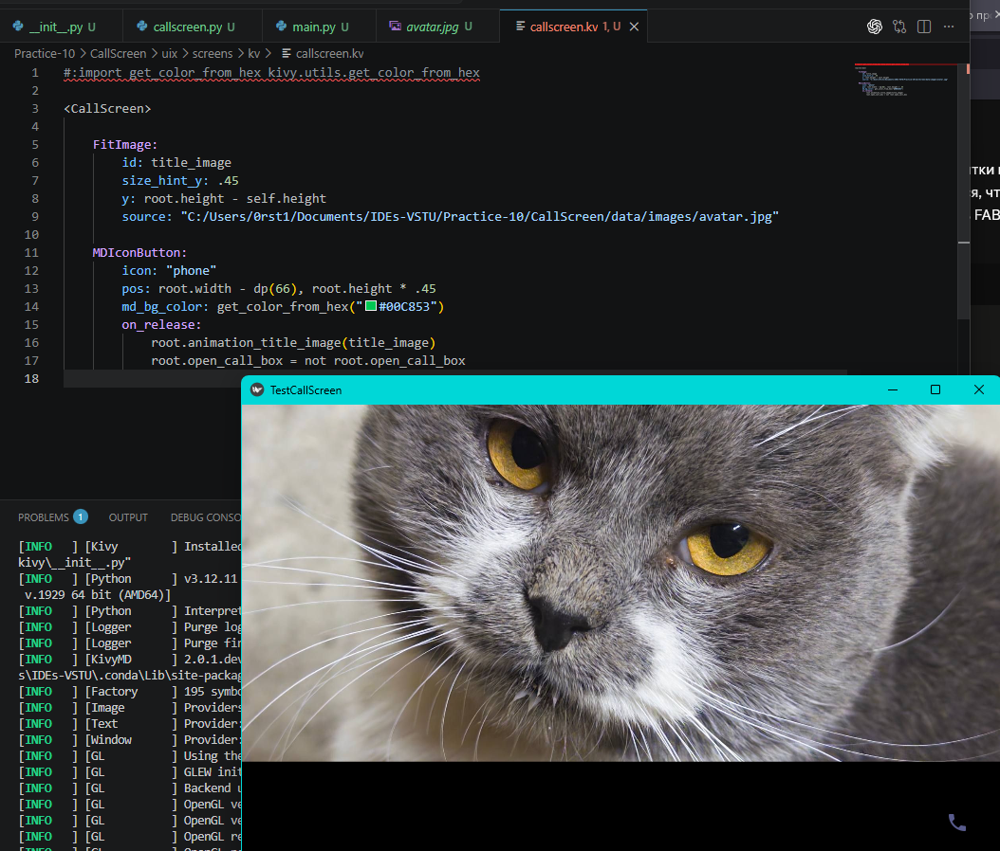 __init__.py U
callscreen.py U
main.py U
avatar.jpg U
callscreen.kv 1, U
Practice-10 > CallScreen > uix > screens > kv > callscreen.kv
1 #:import get_color_from_hex kivy.utils.get_color_from_hex
2
3 <CallScreen>
4
5 FitImage:
6 id: title_image
7 size_hint_y: .45
8 y: root.height - self.height
9 source: "C:/Users/0rst1/Documents/IDEs-VSTU/Practice-10/CallScreen/data/images/avatar.jpg"
10
11 MDIconButton:
12 icon: "phone"
13 pos: root.width - dp(66), root.height * .45
14 md_bg_color: get_color_from_hex("#00C853")
15 on_release:
16 root.animation_title_image(title_image)
17 root.open_call_box = not root.open_call_box
18
TestCallScreen
PROBLEMS 1 OUTPUT DEBUG CONSO
[INFO ] [Kivy ] Installed
kivy\__init__.py"
[INFO ] [Python ] v3.12.11
v.1929 64 bit (AMD64)]
[INFO ] [Python ] Interpret
[INFO ] [Logger ] Purge log
[INFO ] [Logger ] Purge fin
[INFO ] [KivyMD ] 2.0.1.dev
s\IDEs-VSTU\.conda\Lib\site-packag
[INFO ] [Factory ] 195 symbo
[INFO ] [Image ] Providers
[INFO ] [Text ] Provider:
[INFO ] [Window ] Provider:
[INFO ] [GL ] Using the
[INFO ] [GL ] GLEW init
[INFO ] [GL ] Backend u
[INFO ] [GL ] OpenGL ve
[INFO ] [GL ] OpenGL ve
[INFO ] [GL ] OpenGL re
FAB